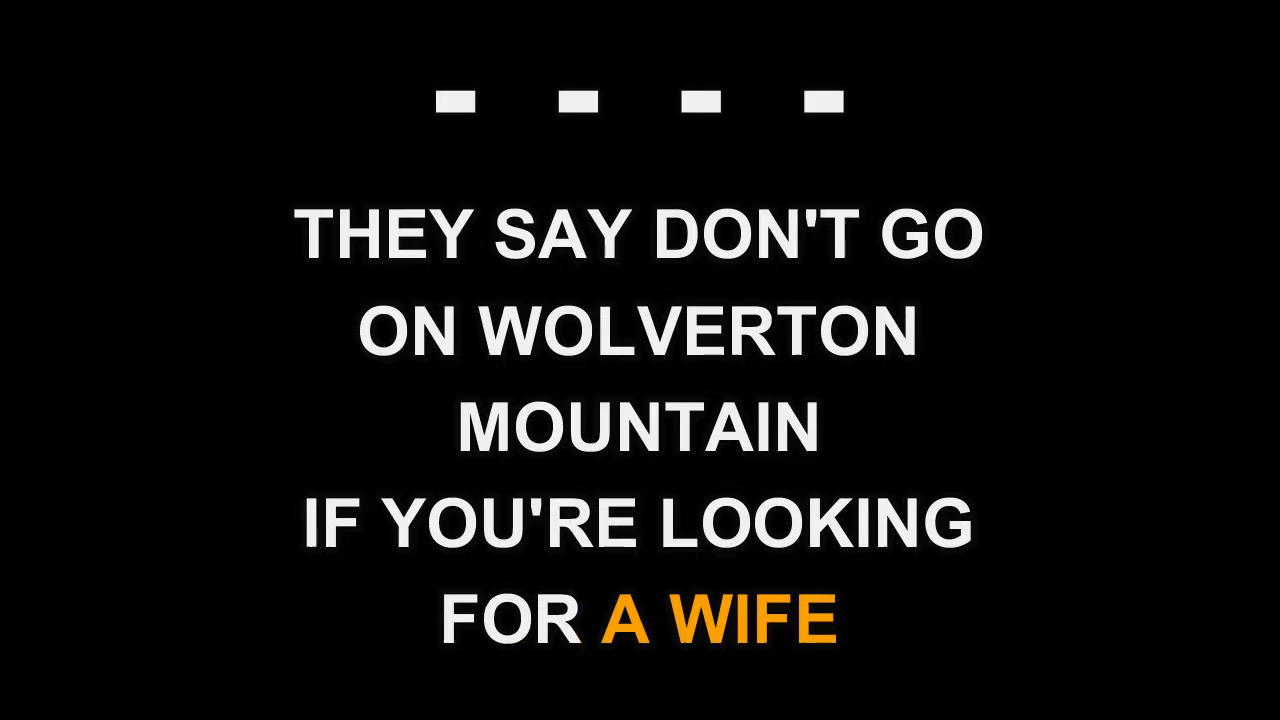 - - - -
THEY SAY DON'T GO
ON WOLVERTON
MOUNTAIN
IF YOU'RE LOOKING
FOR A WIFE